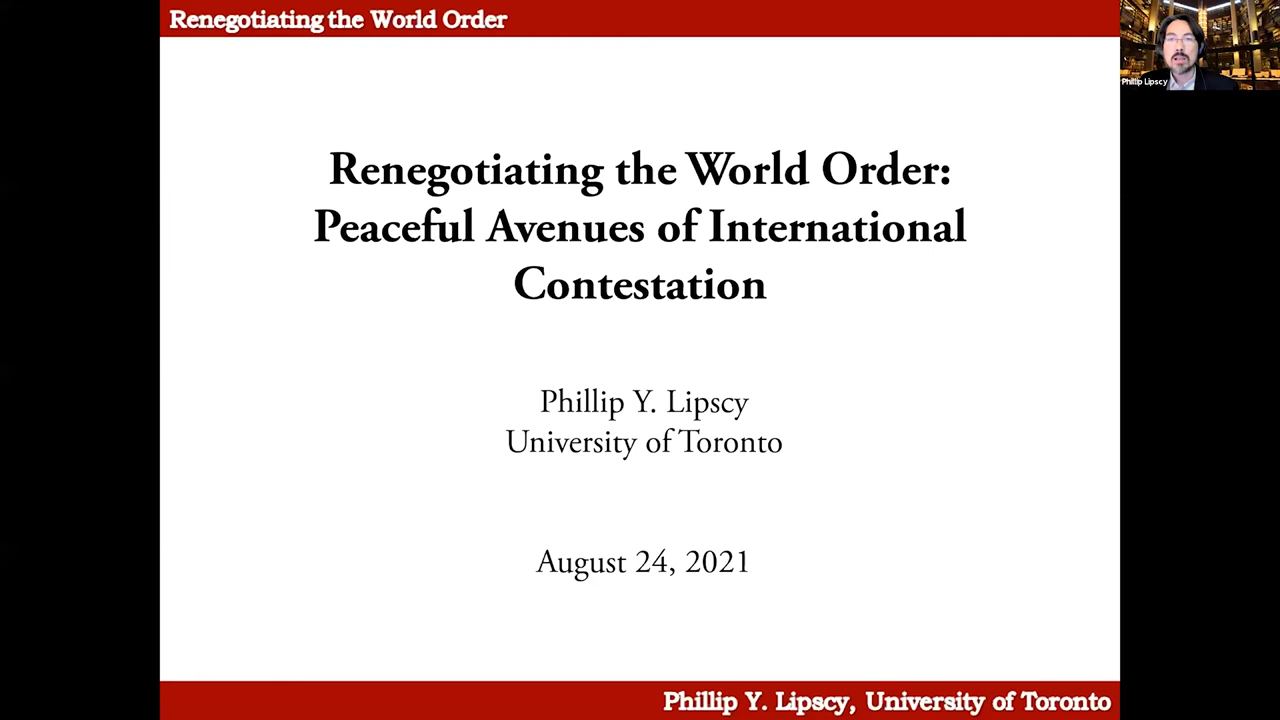 Renegotiating the World Order
Phillip Lipscy
Renegotiating the World Order:
Peaceful Avenues of International
Contestation
Phillip Y. Lipscy
University of Toronto
August 24, 2021
Phillip Y. Lipscy, University of Toronto